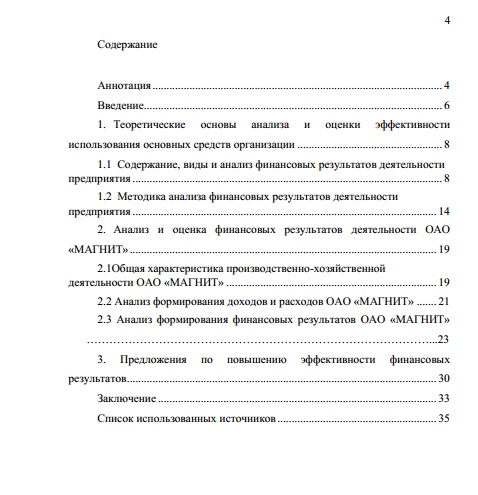 4
Содержание
Аннотация ........................................................................................................ 4
Введение........................................................................................................... 6
1. Теоретические основы анализа и оценки эффективности
использования основных средств организации ................................................. 8
1.1 Содержание, виды и анализ финансовых результатов деятельности
предприятия ........................................................................................................ 8
1.2 Методика анализа финансовых результатов деятельности
предприятия ...................................................................................................... 14
2. Анализ и оценка финансовых результатов деятельности ОАО
«МАГНИТ» ....................................................................................................... 19
2.1Общая характеристика производственно-хозяйственной
деятельности ОАО «МАГНИТ» ....................................................................... 19
2.2 Анализ формирования доходов и расходов ОАО «МАГНИТ» ...... 21
2.3 Анализ формирования финансовых результатов ОАО «МАГНИТ»
…………………………………………………………………………...23
3. Предложения по повышению эффективности финансовых
результатов......................................................................................................... 30
Заключение ..................................................................................................... 33
Список использованных источников ........................................................... 35